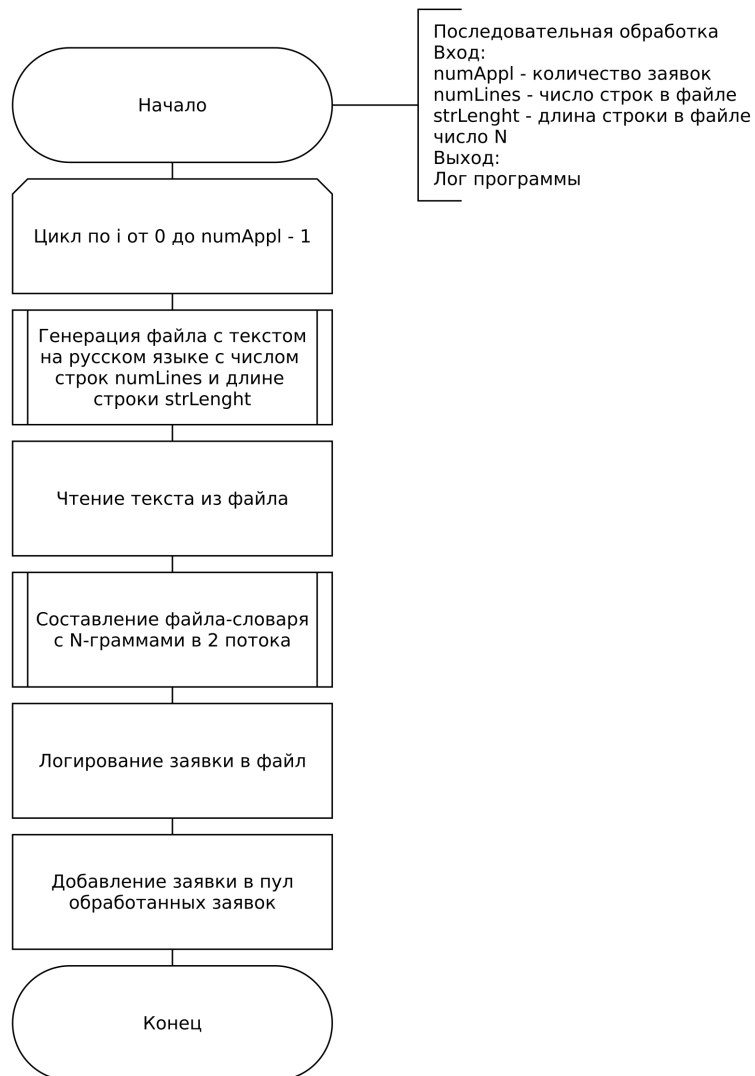 Последовательная обработка
Вход:
numAppl - количество заявок
numLines - число строк в файле
strLenght - длина строки в файле
число N
Выход:
Лог программы
Начало
Цикл по i от 0 до numAppl - 1
Генерация файла с текстом
на русском языке с числом
строк numLines и длине
строки strLenght
Чтение текста из файла
Составление файла-словаря
с N-граммами в 2 потока
Логирование заявки в файл
Добавление заявки в пул
обработанных заявок
Конец